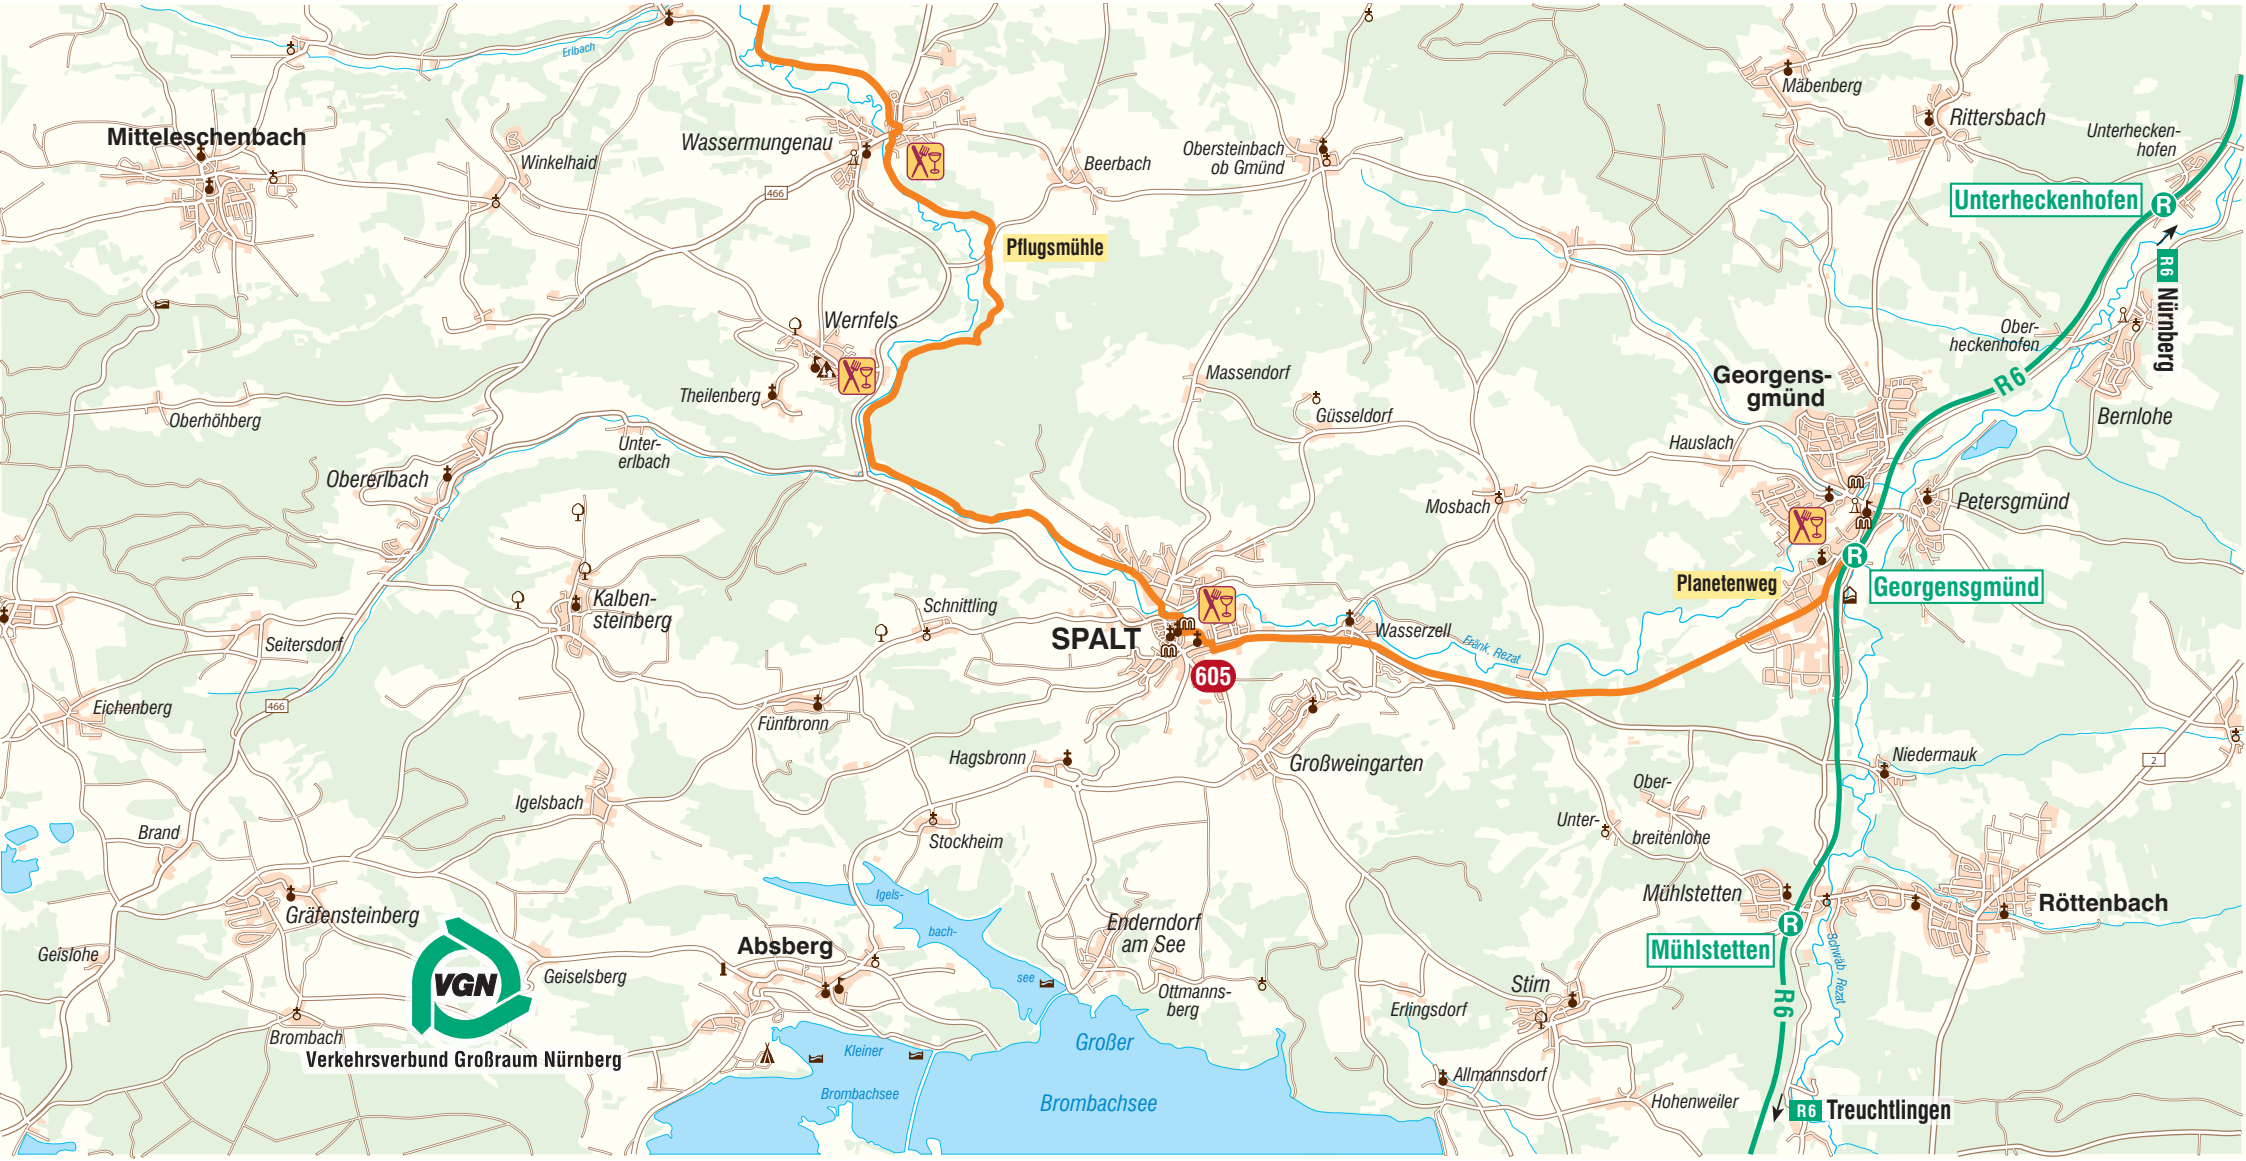 Erlbach
Mäbenberg
Mitteleschenbach
Wassermungenau
Winkelhaid
Beerbach
Obersteinbach
ob Gmünd
Rittersbach
Unterhecken-
hofen
466
Unterheckenhofen
R
Pflugsmühle
R6
Nürnberg
Wernfels
Ober-
heckenhofen
Massendorf
Georgens-
gmünd
R6
Theilenberg
Güsseldorf
Oberhöhberg
Bernlohe
Unter-
erlbach
Hauslach
Obererlbach
Mosbach
Petersgmünd
R
Planetenweg
Georgensgmünd
Kalben-
steinberg
Schnittling
SPALT
Wasserzell
Fränk. Rezat
Seitersdorf
605
Eichenberg
466
Fünfbronn
Hagsbronn
Großweingarten
Niedermauk
2
Igelsbach
Ober-
Unter-
breitenlohe
Brand
Stockheim
Mühlstetten
Röttenbach
Igels-
bach-
see
Gräfensteinberg
Enderndorf
am See
R
Mühlstetten
Absberg
Geislohe
VGN
Geiselsberg
Schwäb. Rezat
Stirn
Ottmanns-
berg
Erlingsdorf
R6
Brombach
Verkehrsverbund Großraum Nürnberg
Kleiner
Brombachsee
Großer
Brombachsee
Allmannsdorf
Hohenweiler
R6 Treuchtlingen